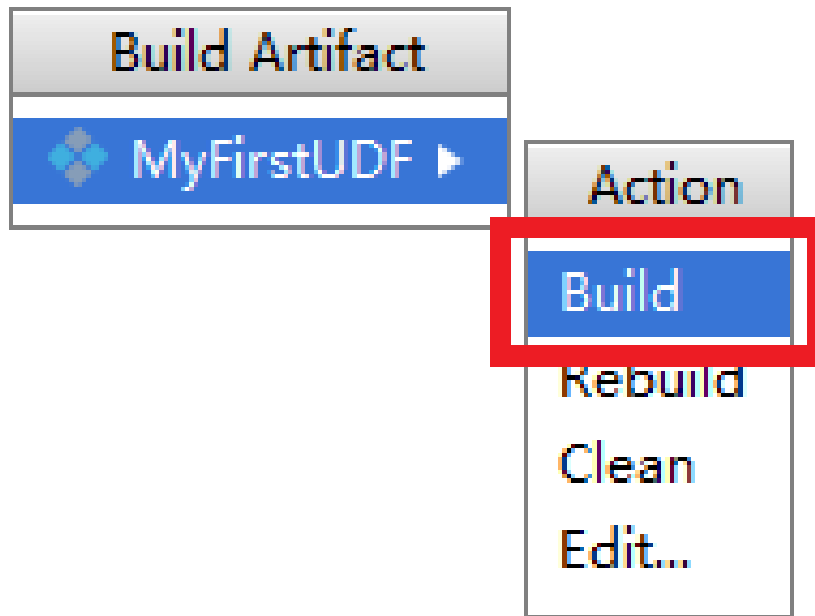 Build Artifact
MyFirstUDF
Action
Build
Rebuild
Clean
Edit...